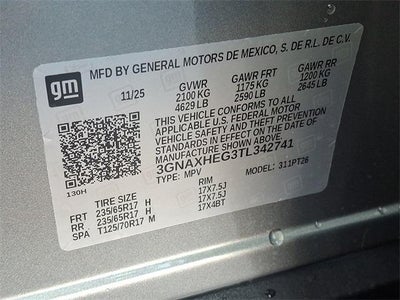 gm
MFD BY GENERAL MOTORS DE MEXICO, S. DE R.L. DE C.V.
11/25 GVWR GAWR FRT GAWR RR
2100 KG 1175 KG 1200 KG
4629 LB 2590 LB 2645 LB
THIS VEHICLE CONFORMS TO ALL
APPLICABLE U.S. FEDERAL MOTOR
VEHICLE SAFETY AND THEFT
PREVENTION STANDARDS IN
EFFECT ON THE DATE OF
MANUFACTURE SHOWN ABOVE.
3GNAXHEG3TL342741
130H TYPE: MPV MODEL: 311PT26
TIRE SIZE RIM
FRT 235/65R17 H 17X7.5J
RR 235/65R17 H 17X7.5J
SPA T125/70R17 M 17X4BT